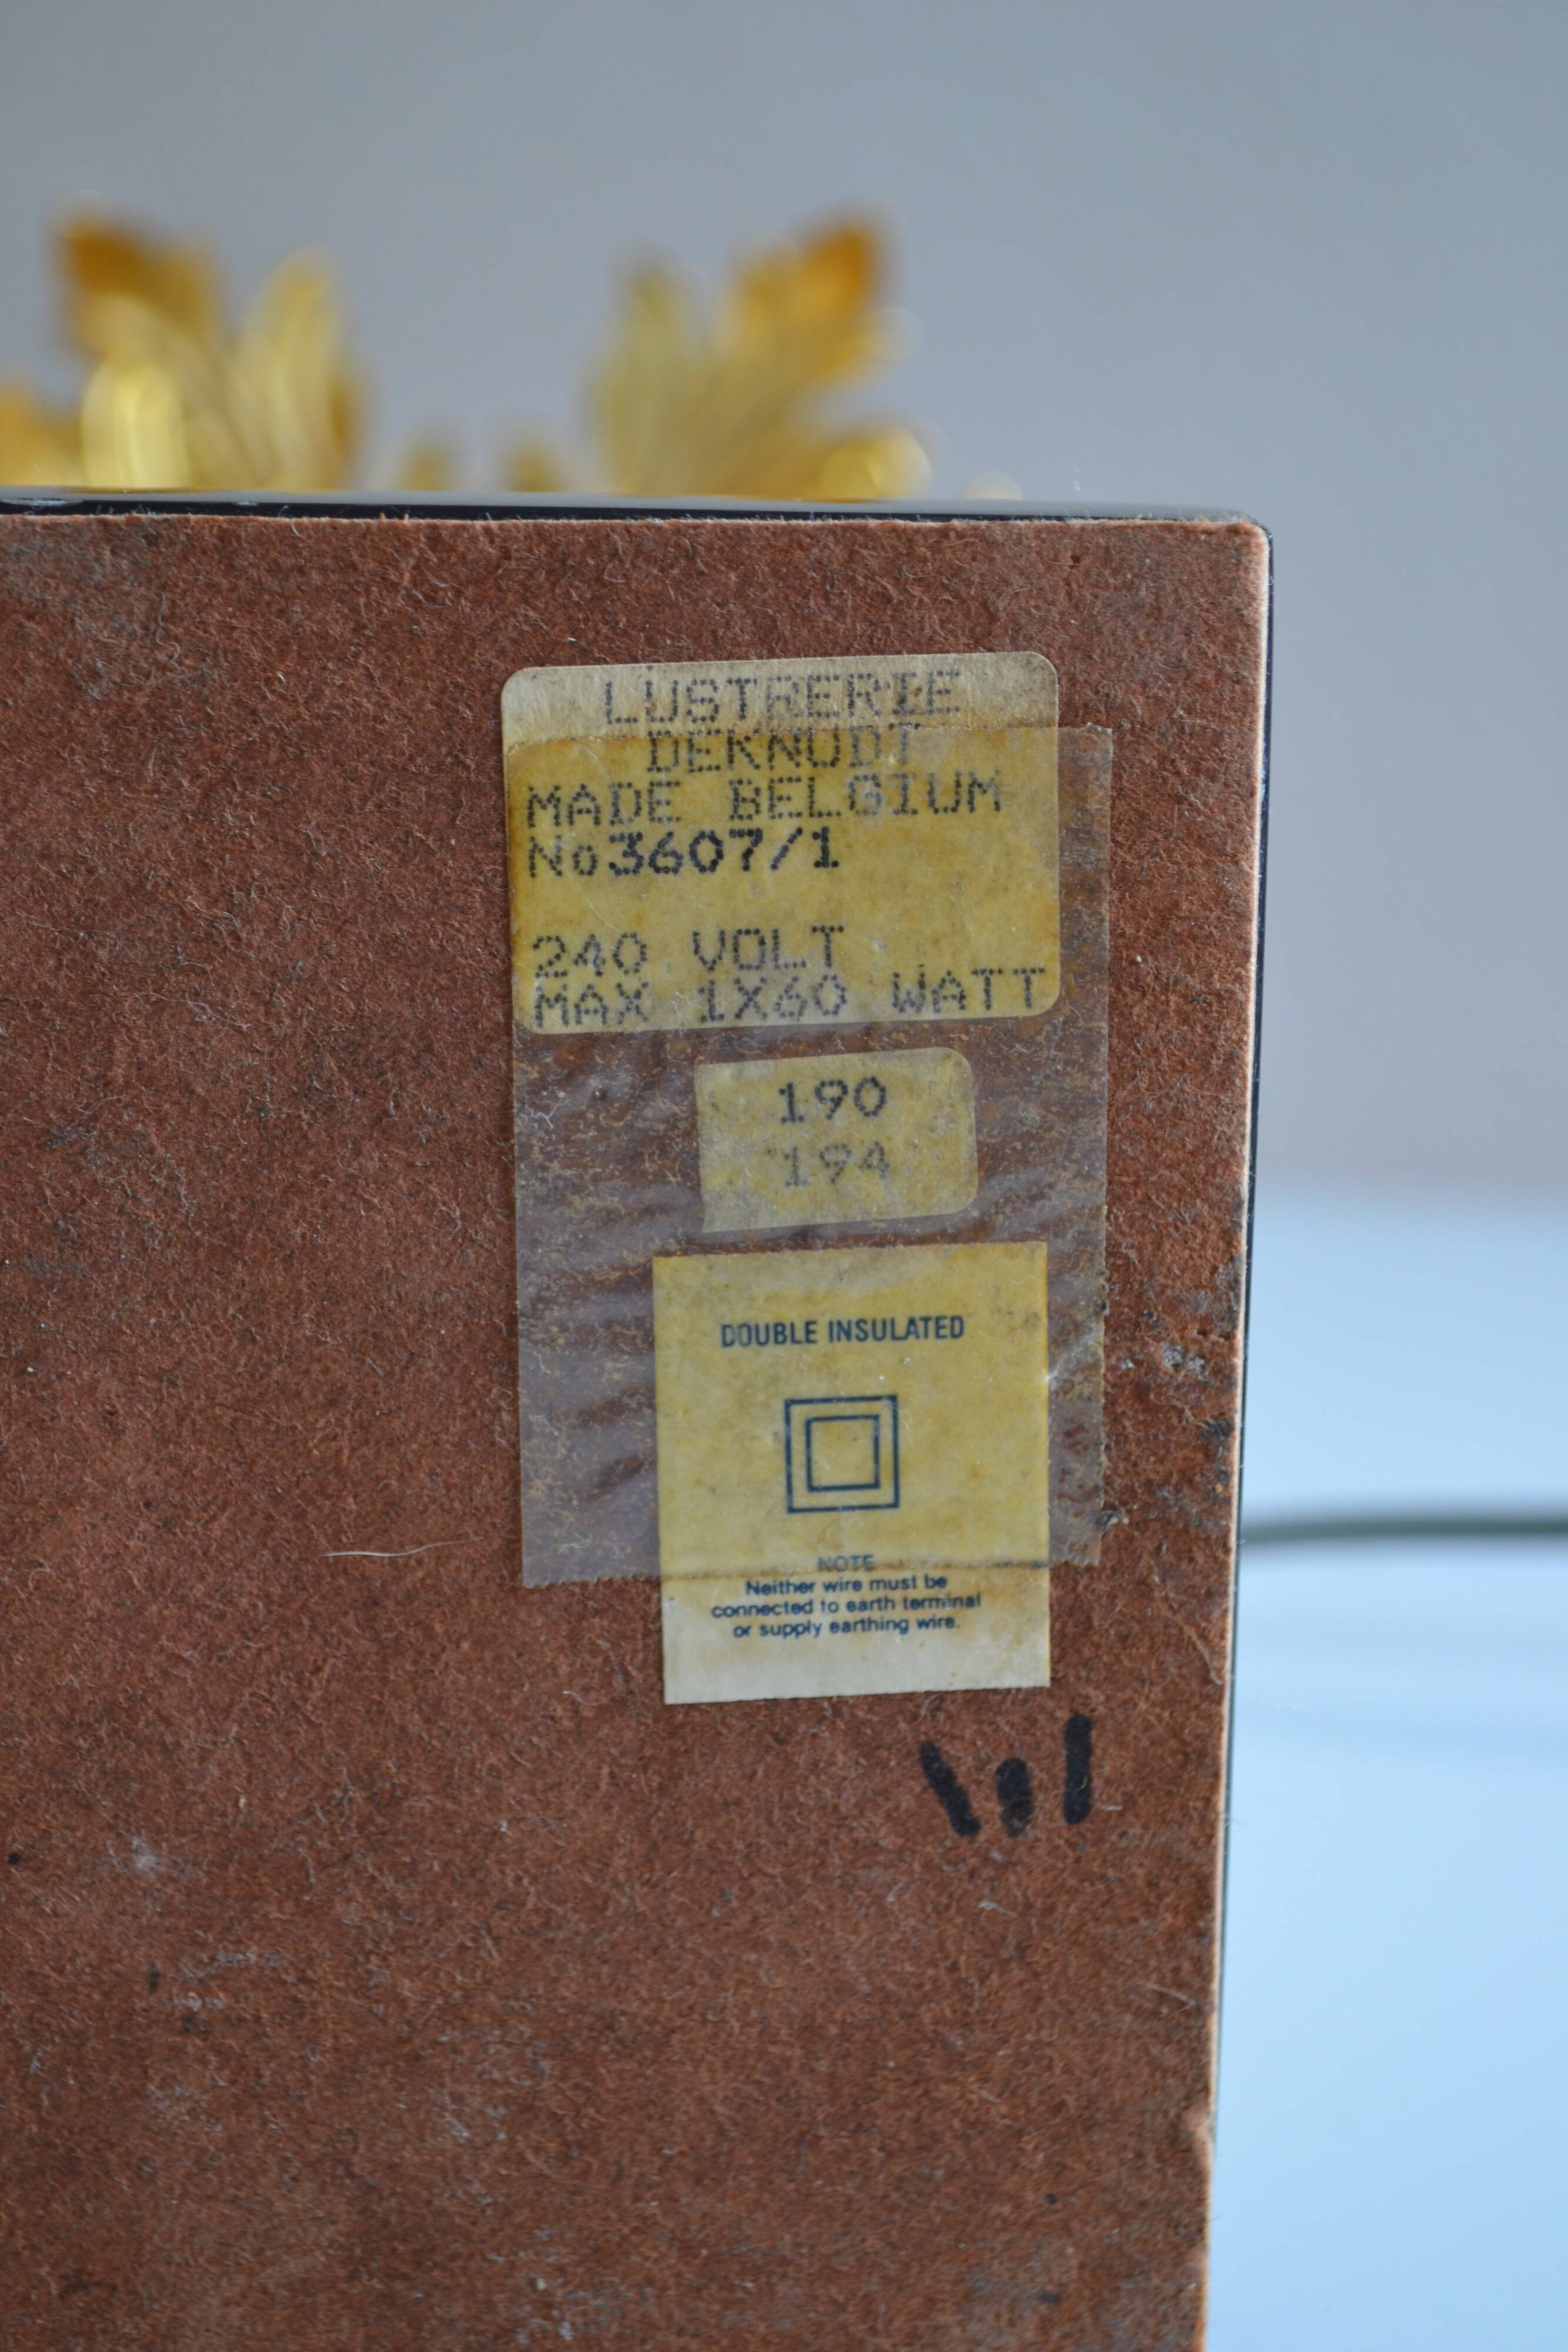 LUSTRERIE
DEKNUDT
MADE BELGIUM
No3607/1
240 VOLT
MAX 1X60 WATT
190
194
DOUBLE INSULATED
NOTE
Neither wire must be
connected to earth terminal
or supply earthing wire.